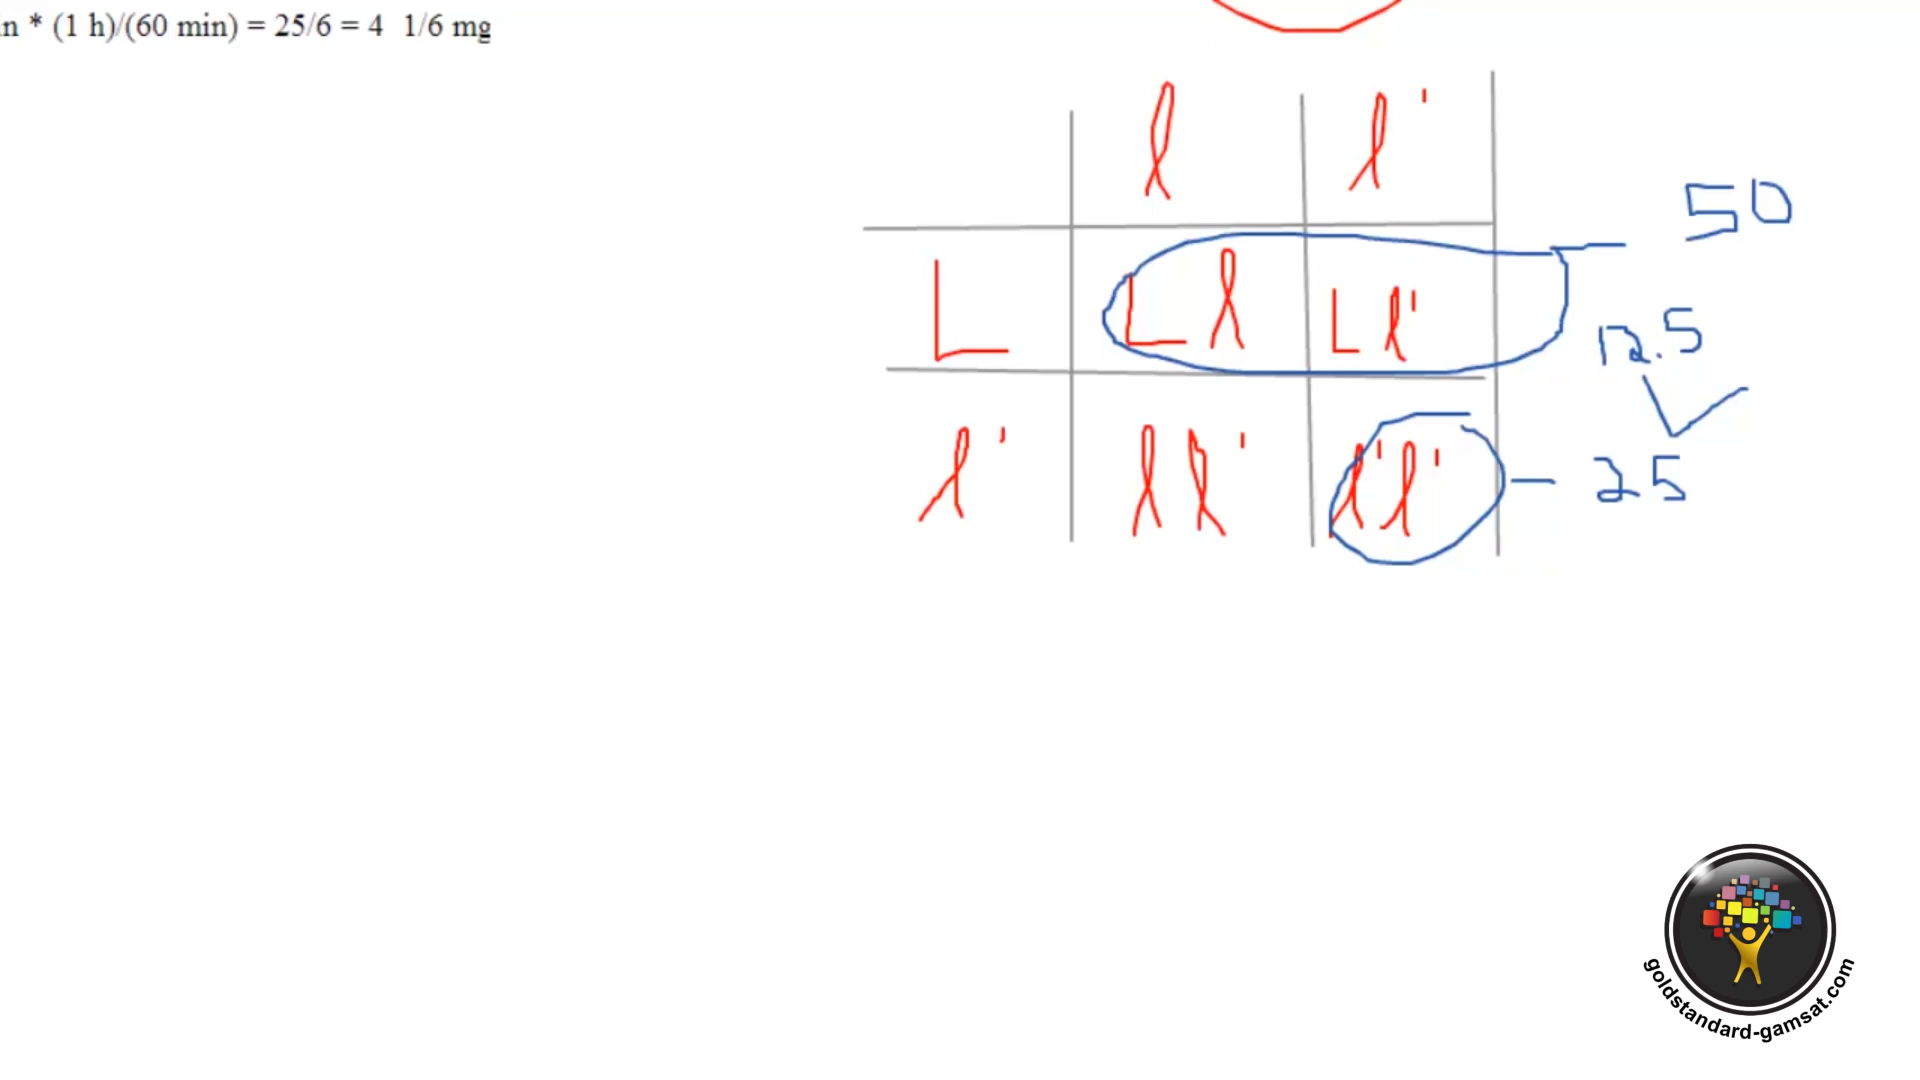 n * (1 h)/(60 min) = 25/6 = 4 1/6 mg
l l'
50
L Ll Ll'
12.5
l' ll' l'l' - 25
goldstandard-gamsat.com